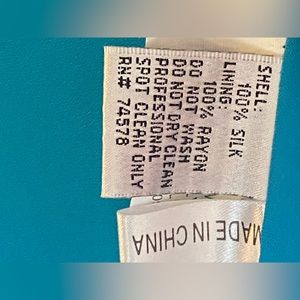 SHELL:
100% SILK
LINING:
100% RAYON
DO NOT WASH
DO NOT DRY CLEAN
PROFESSIONAL
SPOT CLEAN ONLY
RN# 74578
MADE IN CHINA